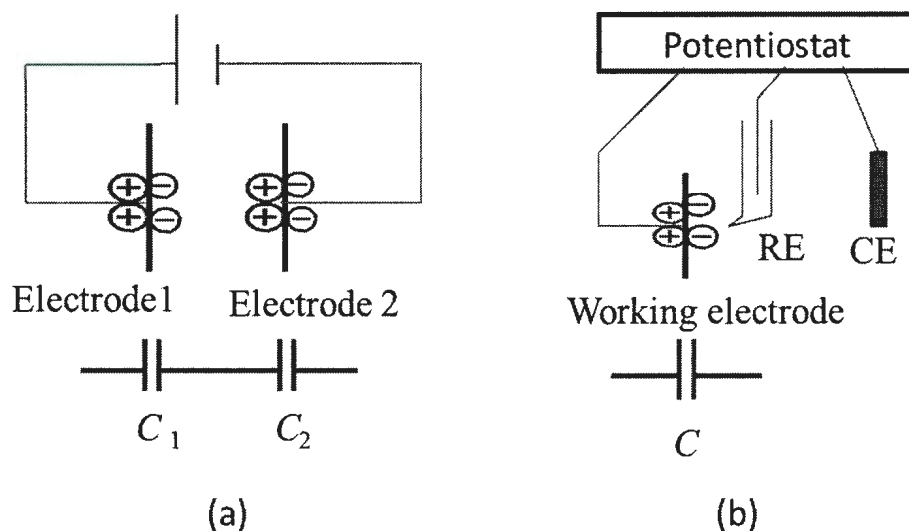 Potentiostat
+ − + −
+ − + −
+ −
+ −
RE
CE
Electrode1
Electrode 2
Working electrode
C1
C2
C
(a)
(b)